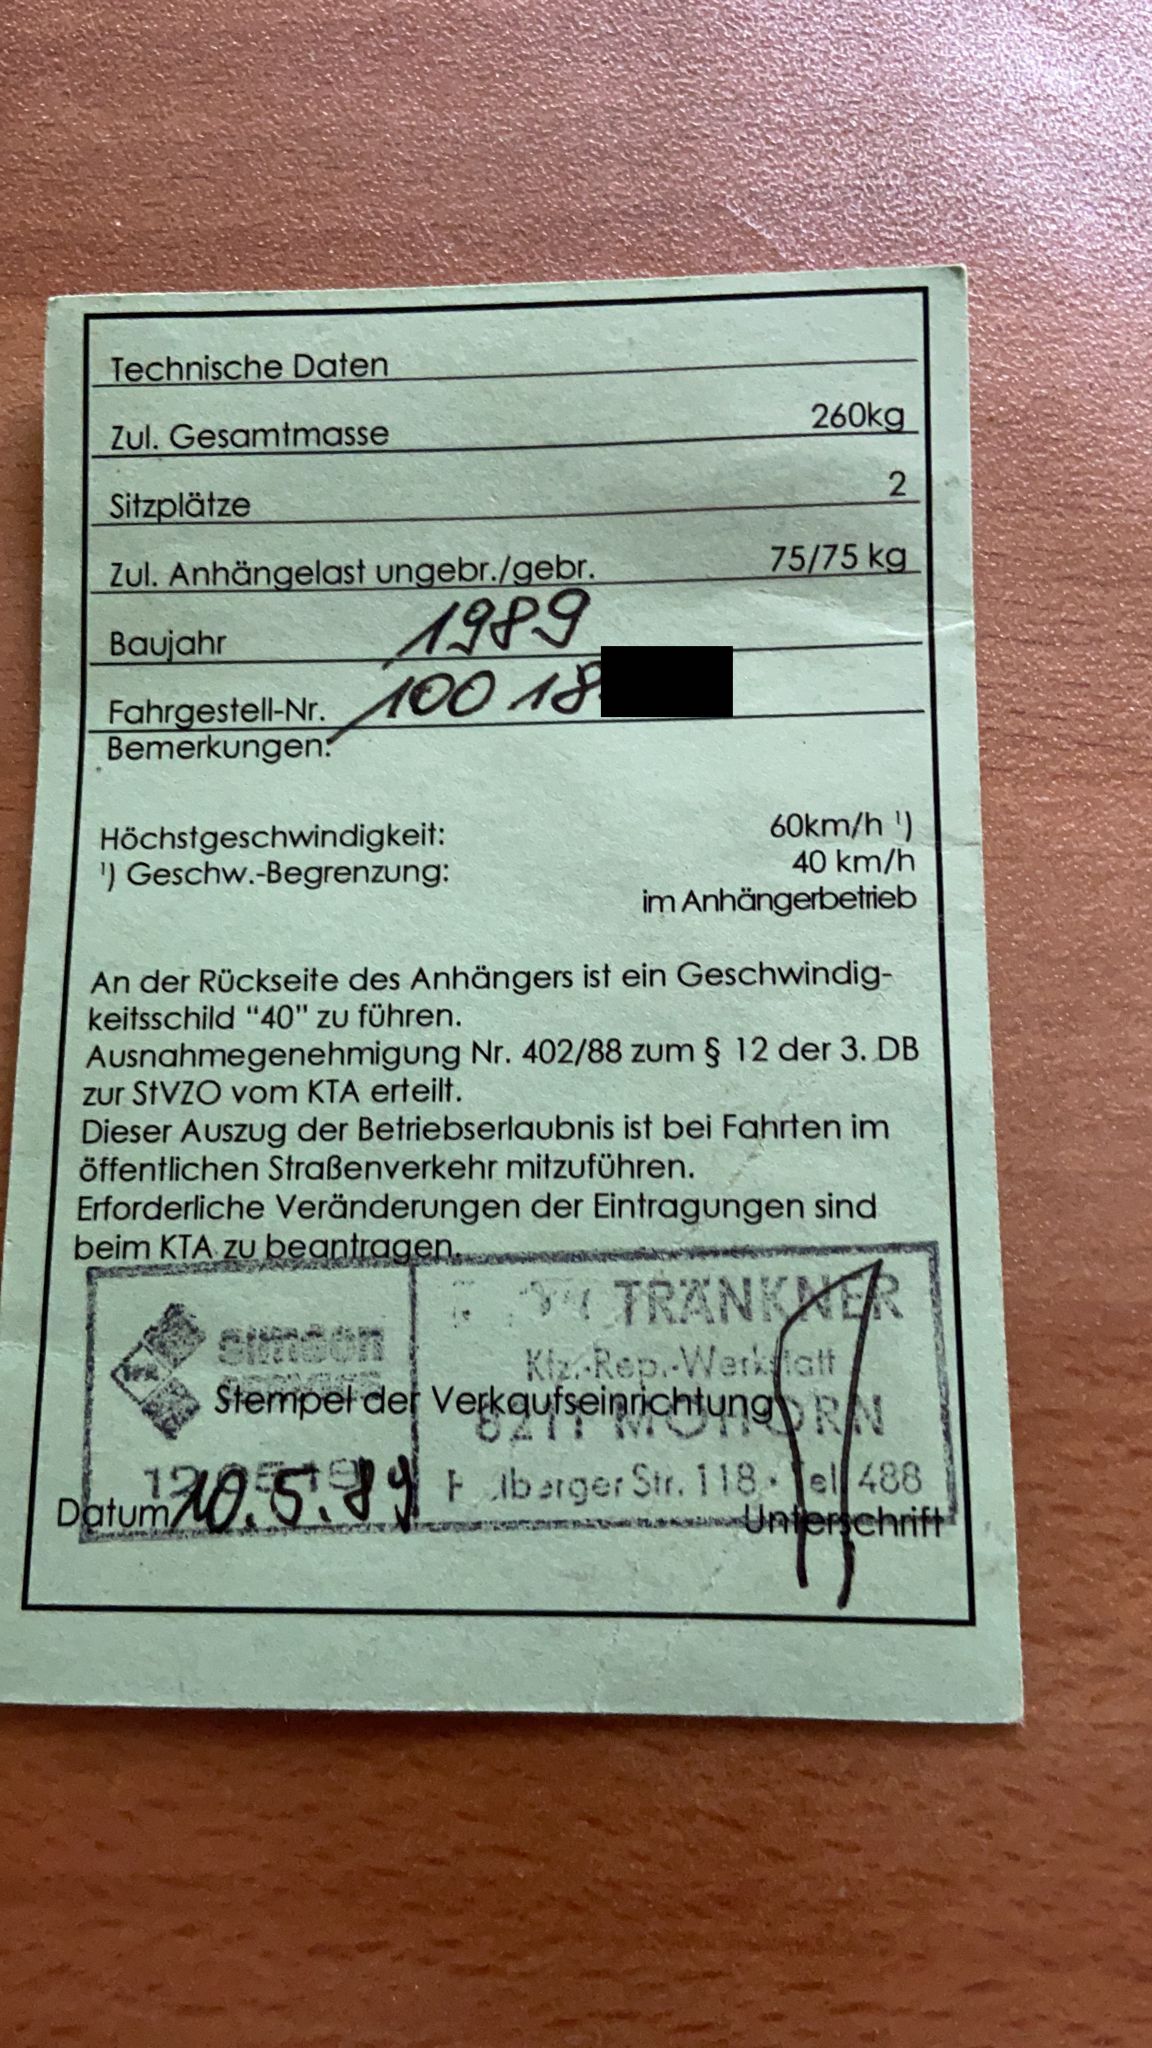 Technische Daten
Zul. Gesamtmasse 260kg
Sitzplätze 2
Zul. Anhängelast ungebr./gebr. 75/75 kg
Baujahr 1989
Fahrgestell-Nr. 100 18
Bemerkungen:
Höchstgeschwindigkeit: 60km/h ¹)
¹) Geschw.-Begrenzung: 40 km/h
im Anhängerbetrieb
An der Rückseite des Anhängers ist ein Geschwindig-
keitsschild "40" zu führen.
Ausnahmegenehmigung Nr. 402/88 zum § 12 der 3. DB
zur StVZO vom KTA erteilt.
Dieser Auszug der Betriebserlaubnis ist bei Fahrten im
öffentlichen Straßenverkehr mitzuführen.
Erforderliche Veränderungen der Eintragungen sind
beim KTA zu beantragen.
TRÄNKNER
simson
Kfz.-Rep.-Werkstatt
Stempel der Verkaufseinrichtung
8211 MOHORN
Str. 118 · Tel. 488
Datum 10.5.89 Unterschrift